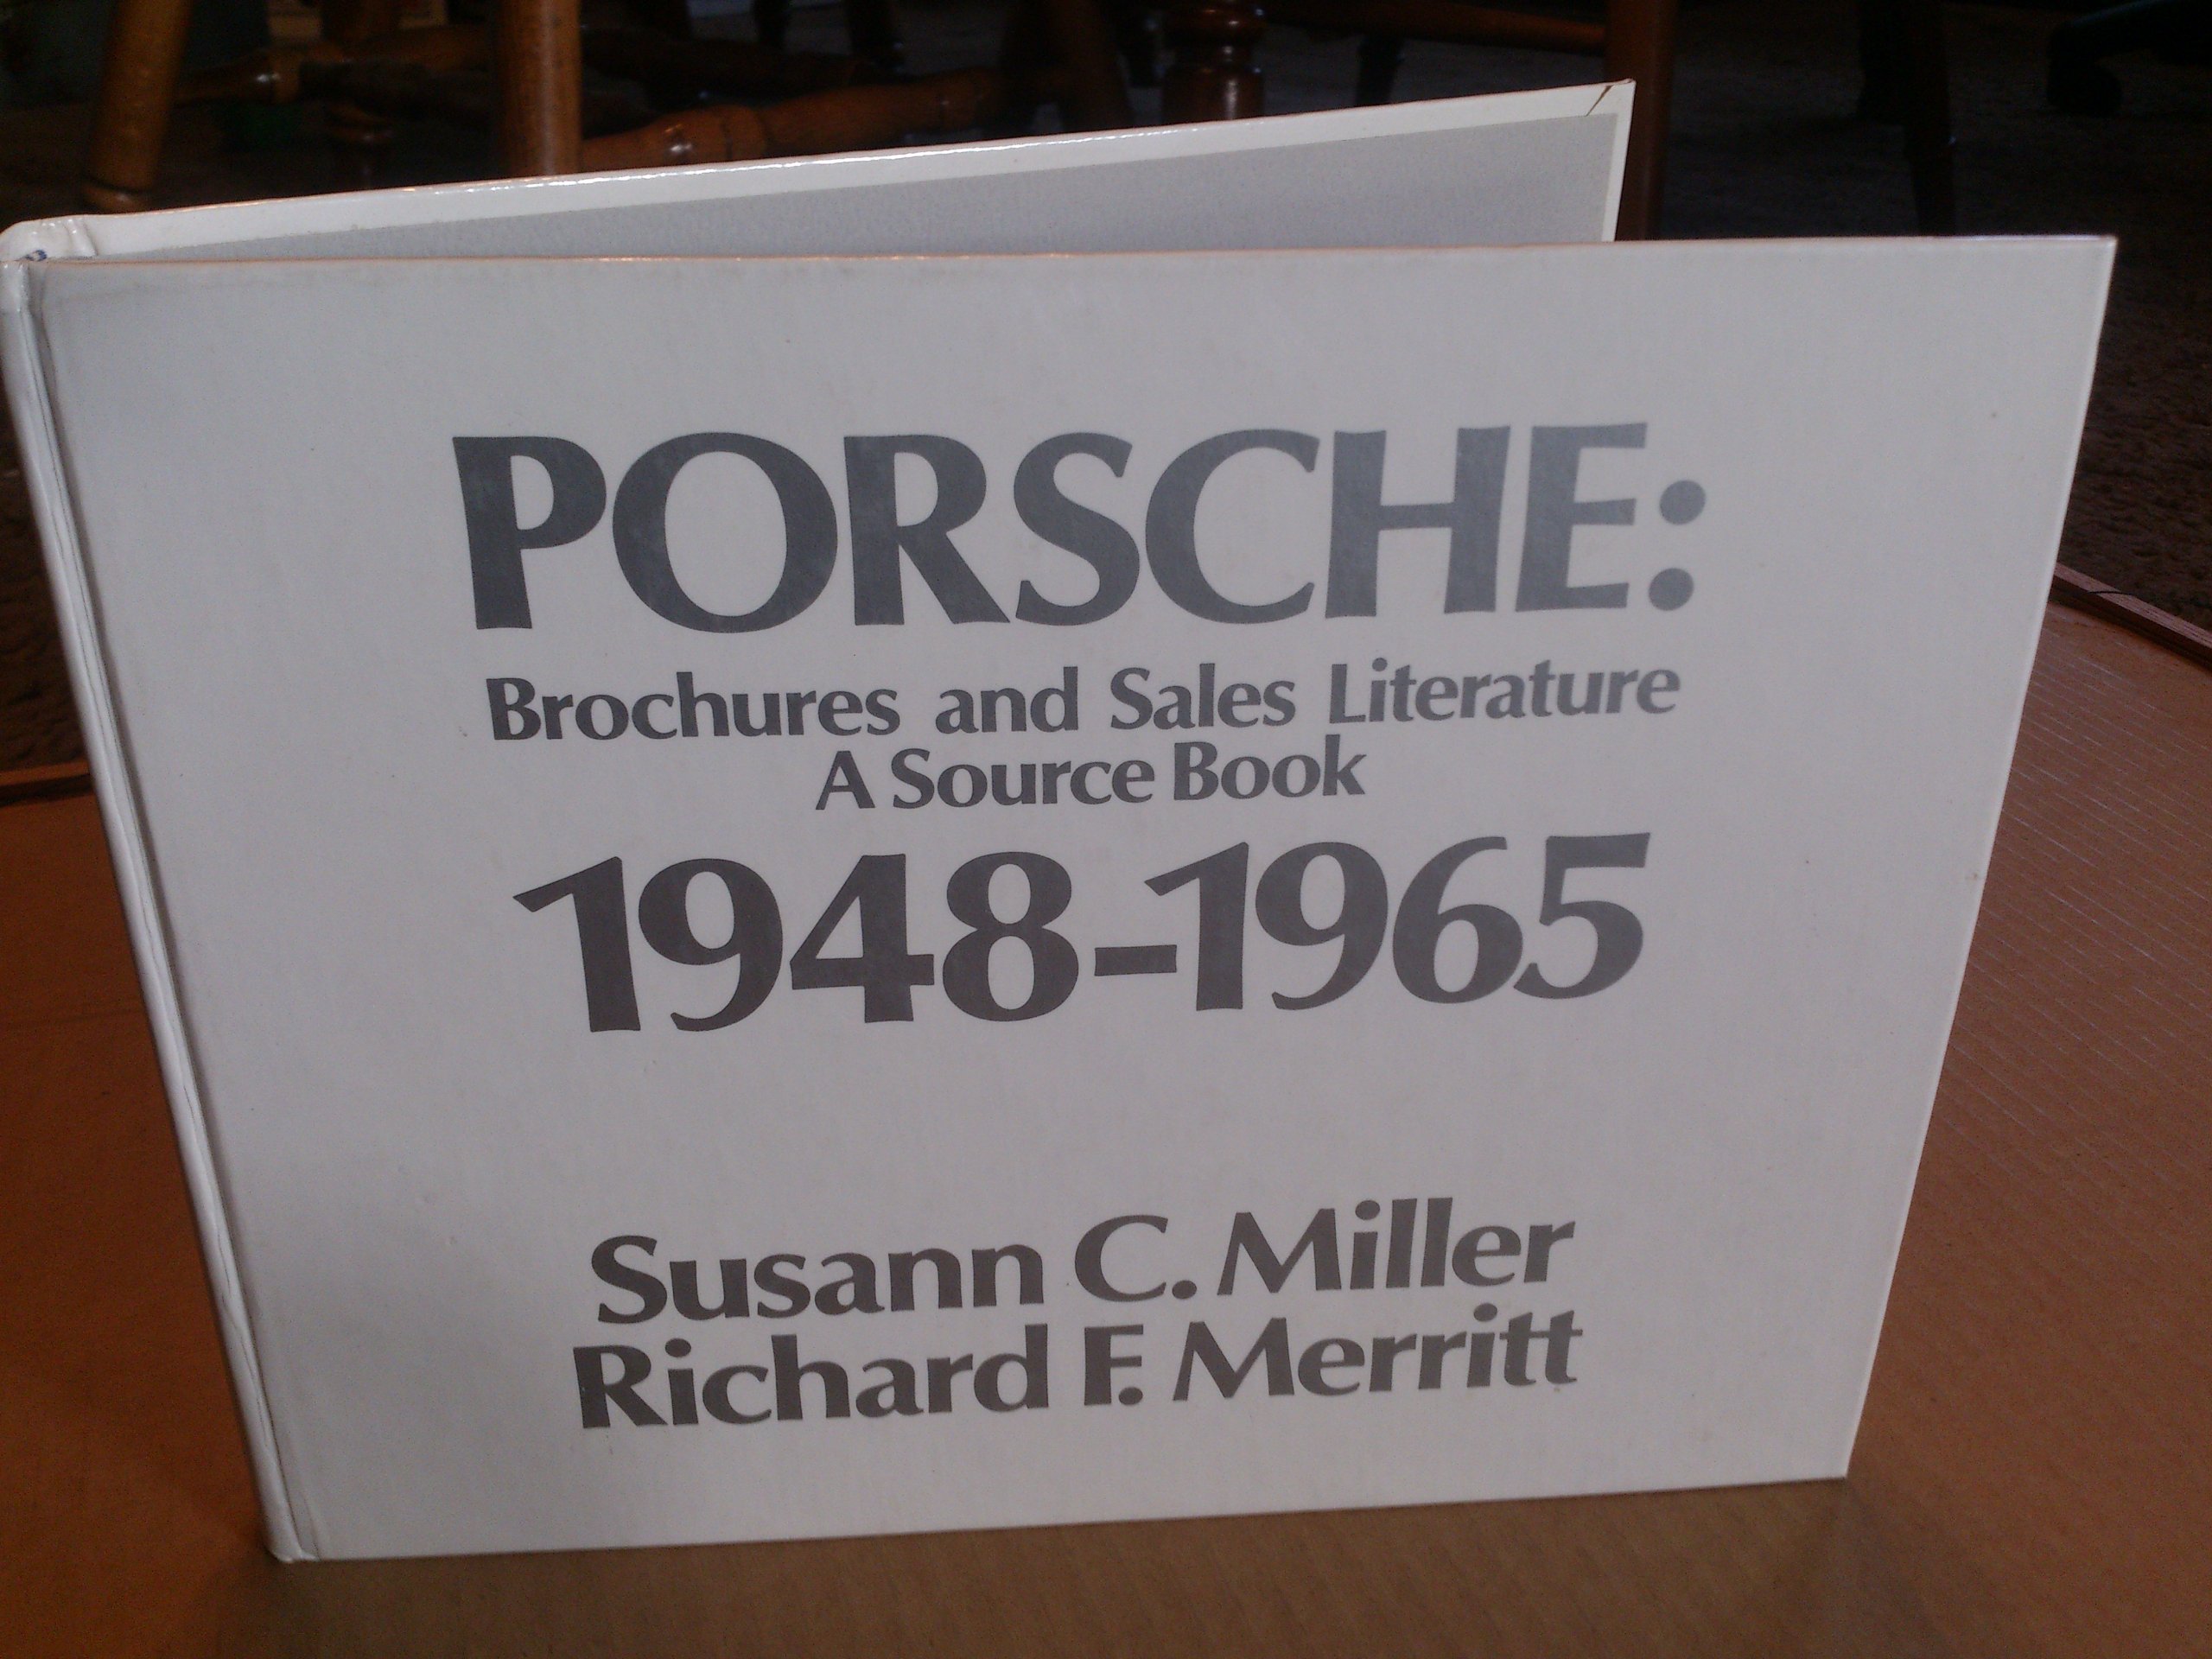 PORSCHE:
Brochures and Sales Literature
A Source Book
1948-1965
Susann C. Miller
Richard F. Merritt